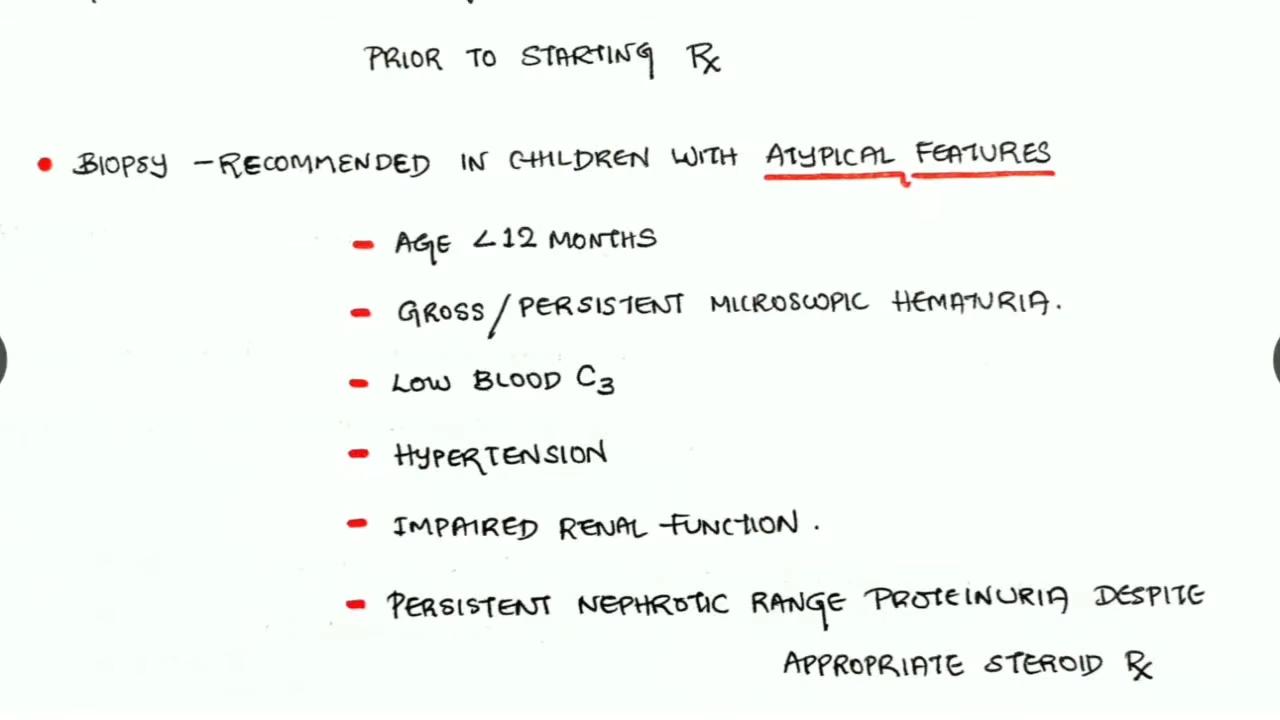 PRIOR TO STARTING Rx
• BIOPSY – RECOMMENDED IN CHILDREN WITH ATYPICAL FEATURES
- AGE <12 MONTHS
- GROSS/PERSISTENT MICROSCOPIC HEMATURIA.
- LOW BLOOD C3
- HYPERTENSION
- IMPAIRED RENAL FUNCTION.
- PERSISTENT NEPHROTIC RANGE PROTEINURIA DESPITE
APPROPRIATE STEROID Rx